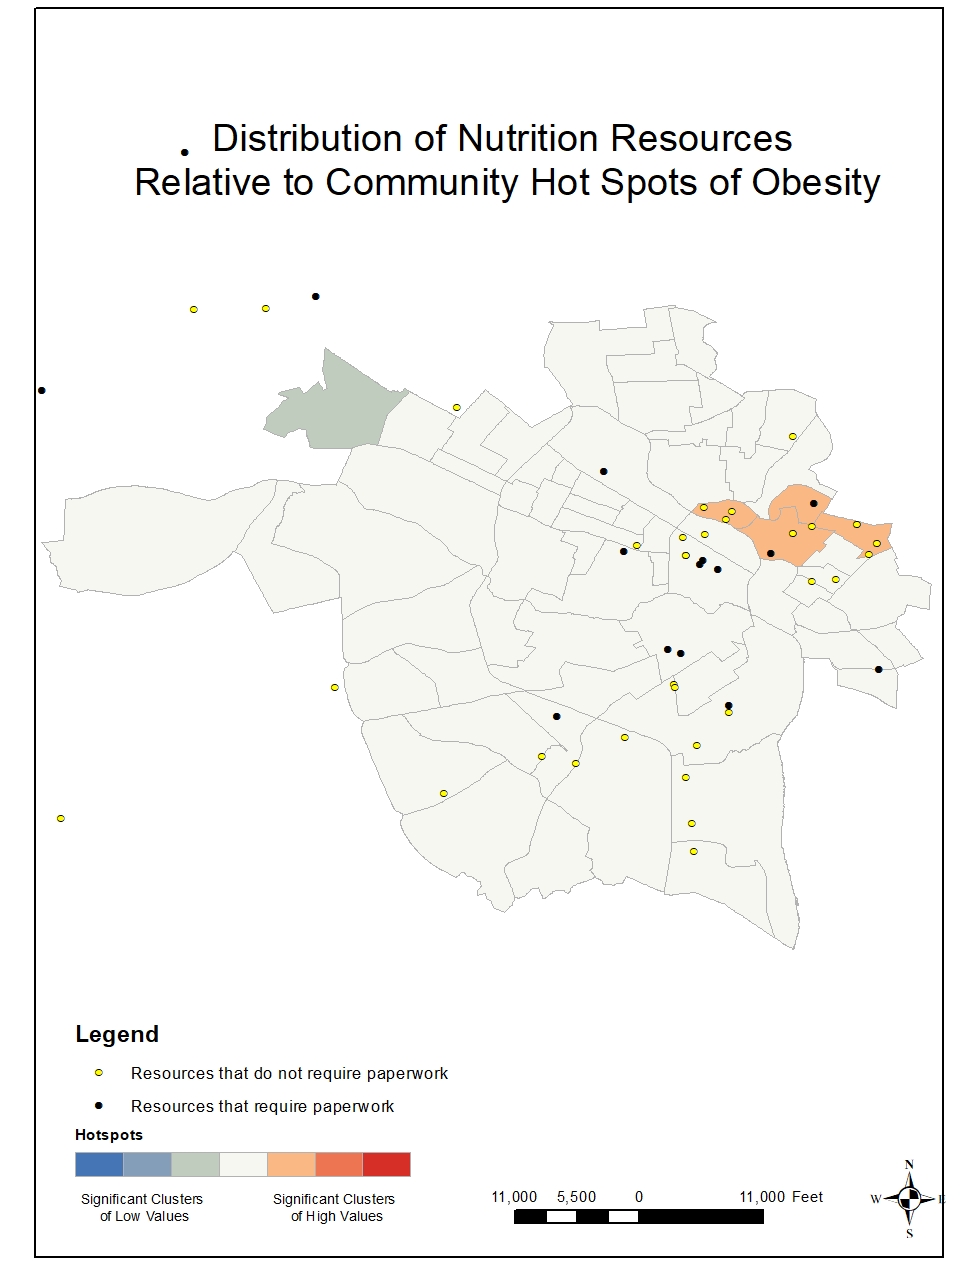 Distribution of Nutrition Resources
Relative to Community Hot Spots of Obesity
Legend
Resources that do not require paperwork
Resources that require paperwork
Hotspots
Significant Clusters
of Low Values
Significant Clusters
of High Values
11,000 5,500 0 11,000 Feet
N
W E
S